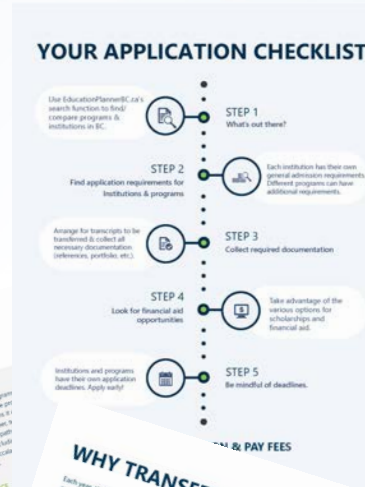 YOUR APPLICATION CHECKLIST
Use EducationPlannerBC.ca's
search function to find/
compare programs &
institutions in BC.
STEP 1
What's out there?
STEP 2
Find application requirements for
Institutions & programs
Each institution has their own
general admission requirements
Different programs can have
additional requirements.
Arrange for transcripts to be
transferred & collect all
necessary documentation
(references, portfolio, etc.)
STEP 3
Collect required documentation
STEP 4
Look for financial aid
opportunities
Take advantage of the
various options for
scholarships and
financial aid.
Institutions and programs
have their own application
deadlines. Apply early!
STEP 5
Be mindful of deadlines.
& PAY FEES
WHY
Each year